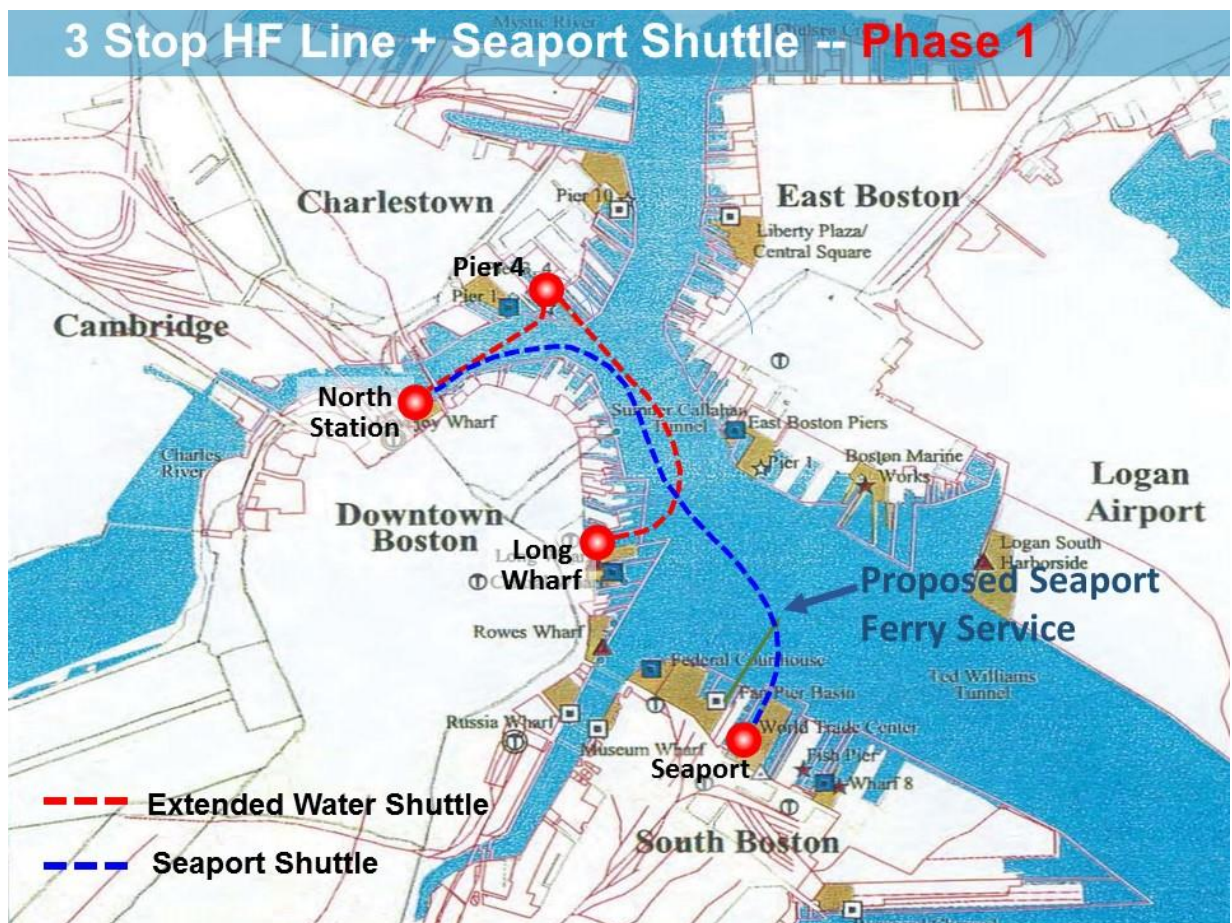 3 Stop HF Line + Seaport Shuttle -- Phase 1
Mystic River
Charlestown
Pier 10
East Boston
Liberty Plaza/
Central Square
Pier 4
Pier 1
Cambridge
North
Station
Wharf
Charles
River
Sumner Callahan
Tunnel
East Boston Piers
Pier 1
Boston Marine
Works
Logan
Airport
Downtown
Boston
Long
Wharf
Logan South
Harborside
Proposed Seaport
Ferry Service
Rowes Wharf
Federal Courthouse
Ted Williams
Tunnel
Fan Pier Basin
Russia Wharf
World Trade Center
Museum Wharf
Seaport
Fish Pier
Wharf 8
South Boston
Extended Water Shuttle
Seaport Shuttle